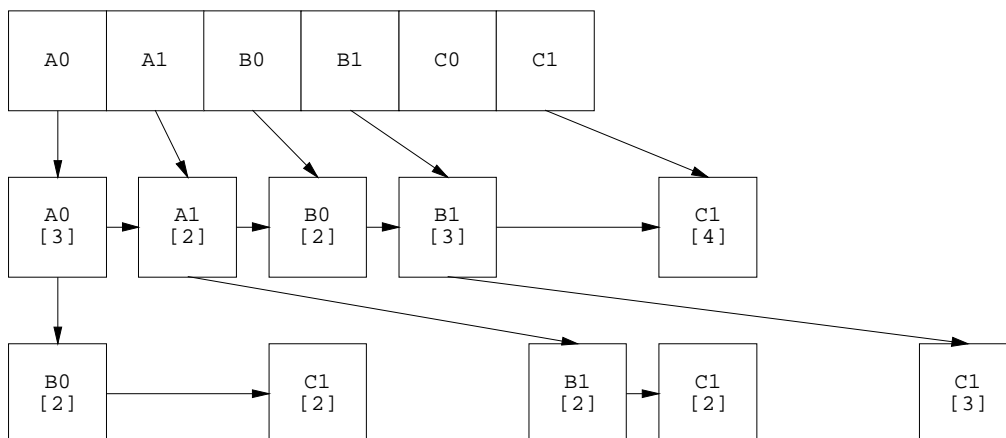 A0 A1 B0 B1 C0 C1
A0 A1 B0 B1 C1
[3] [2] [2] [3] [4]
B0 C1 B1 C1 C1
[2] [2] [2] [2] [3]